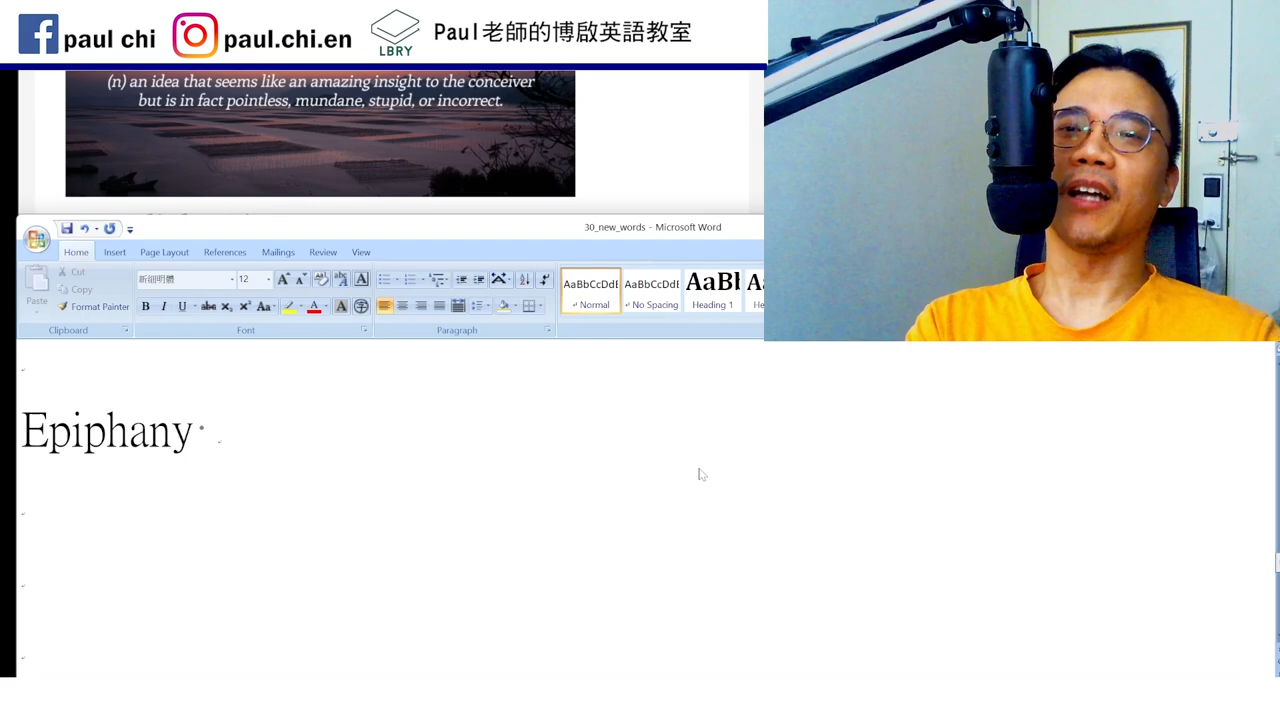 paul chi
paul.chi.en
LBRY
Paul老師的博啟英語教室
(n) an idea that seems like an amazing insight to the conceiver
but is in fact pointless, mundane, stupid, or incorrect.
30_new_words - Microsoft Word
Home Insert Page Layout References Mailings Review View
Paste
Cut
Copy
Format Painter
Clipboard
新細明體 12
Font
Paragraph
AaBbCcDdE AaBbCcDdE AaBb
Normal No Spacing Heading 1
Epiphany